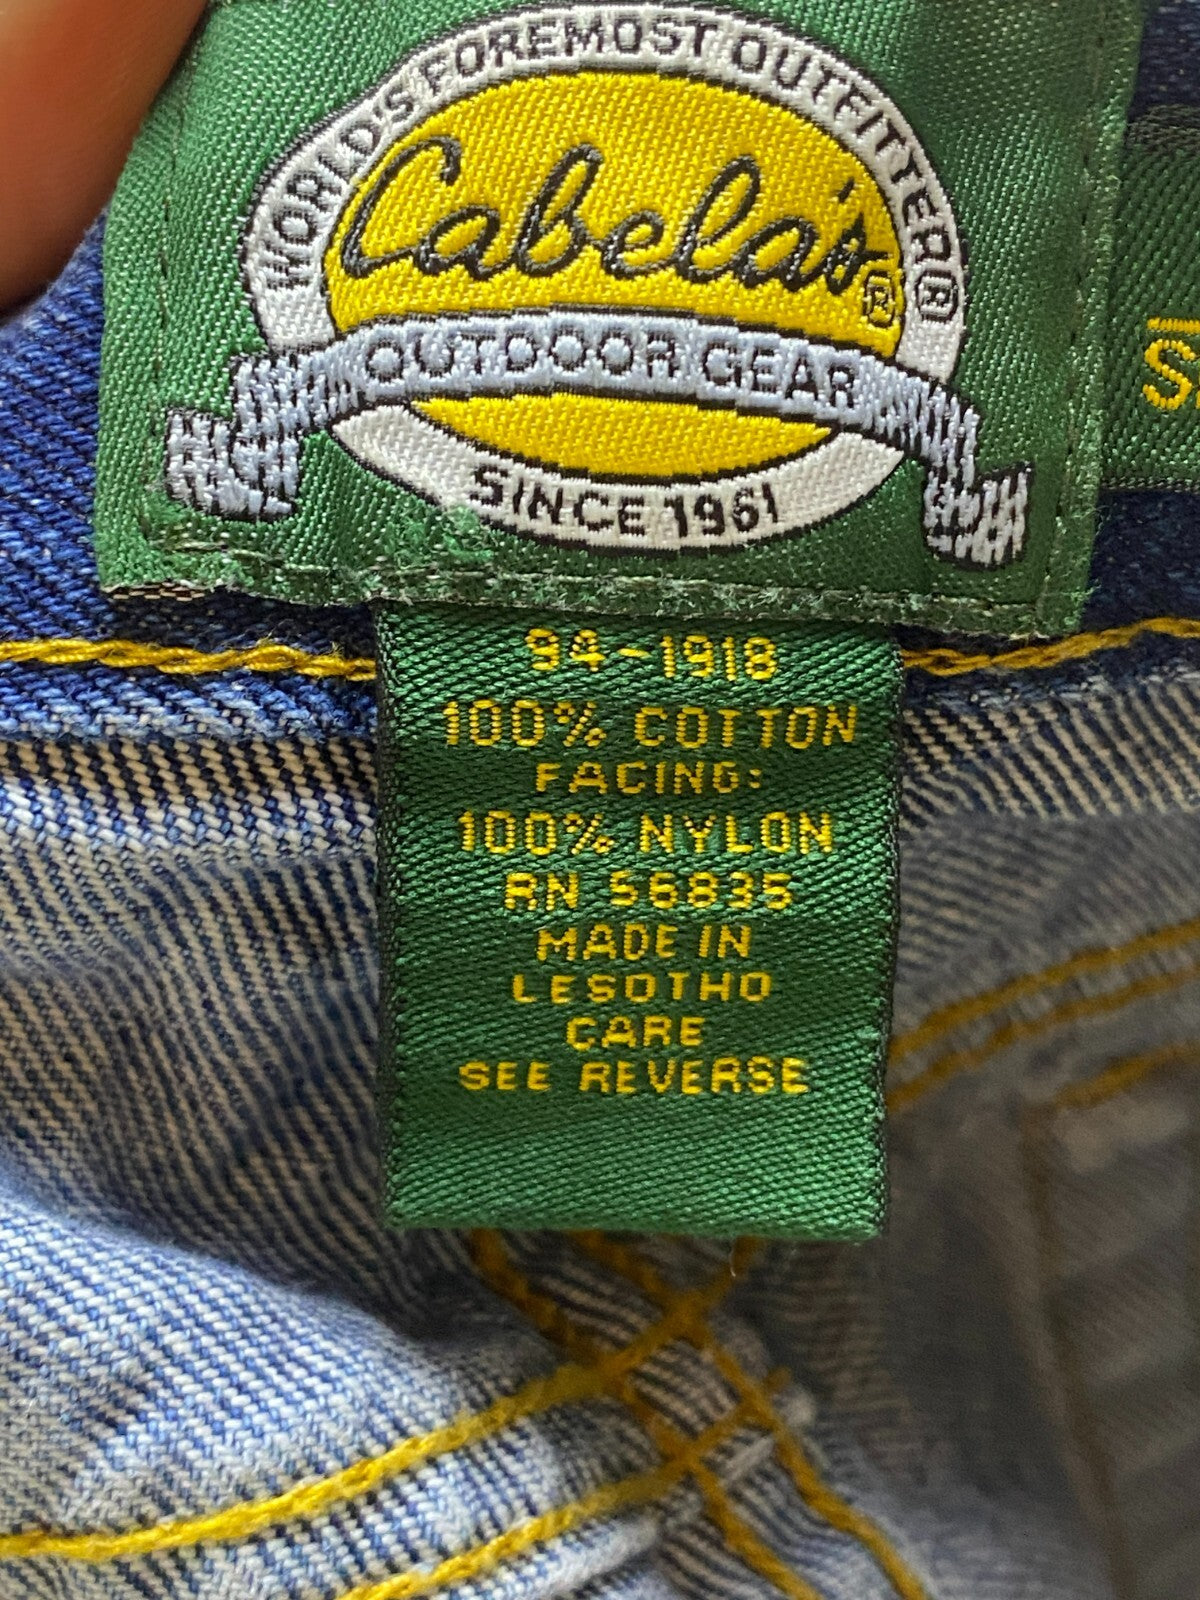 WORLD'S FOREMOST OUTFITTER®
Cabela's®
OUTDOOR GEAR
SINCE 1961
94-1918
100% COTTON
FACING:
100% NYLON
RN 56835
MADE IN
LESOTHO
CARE
SEE REVERSE